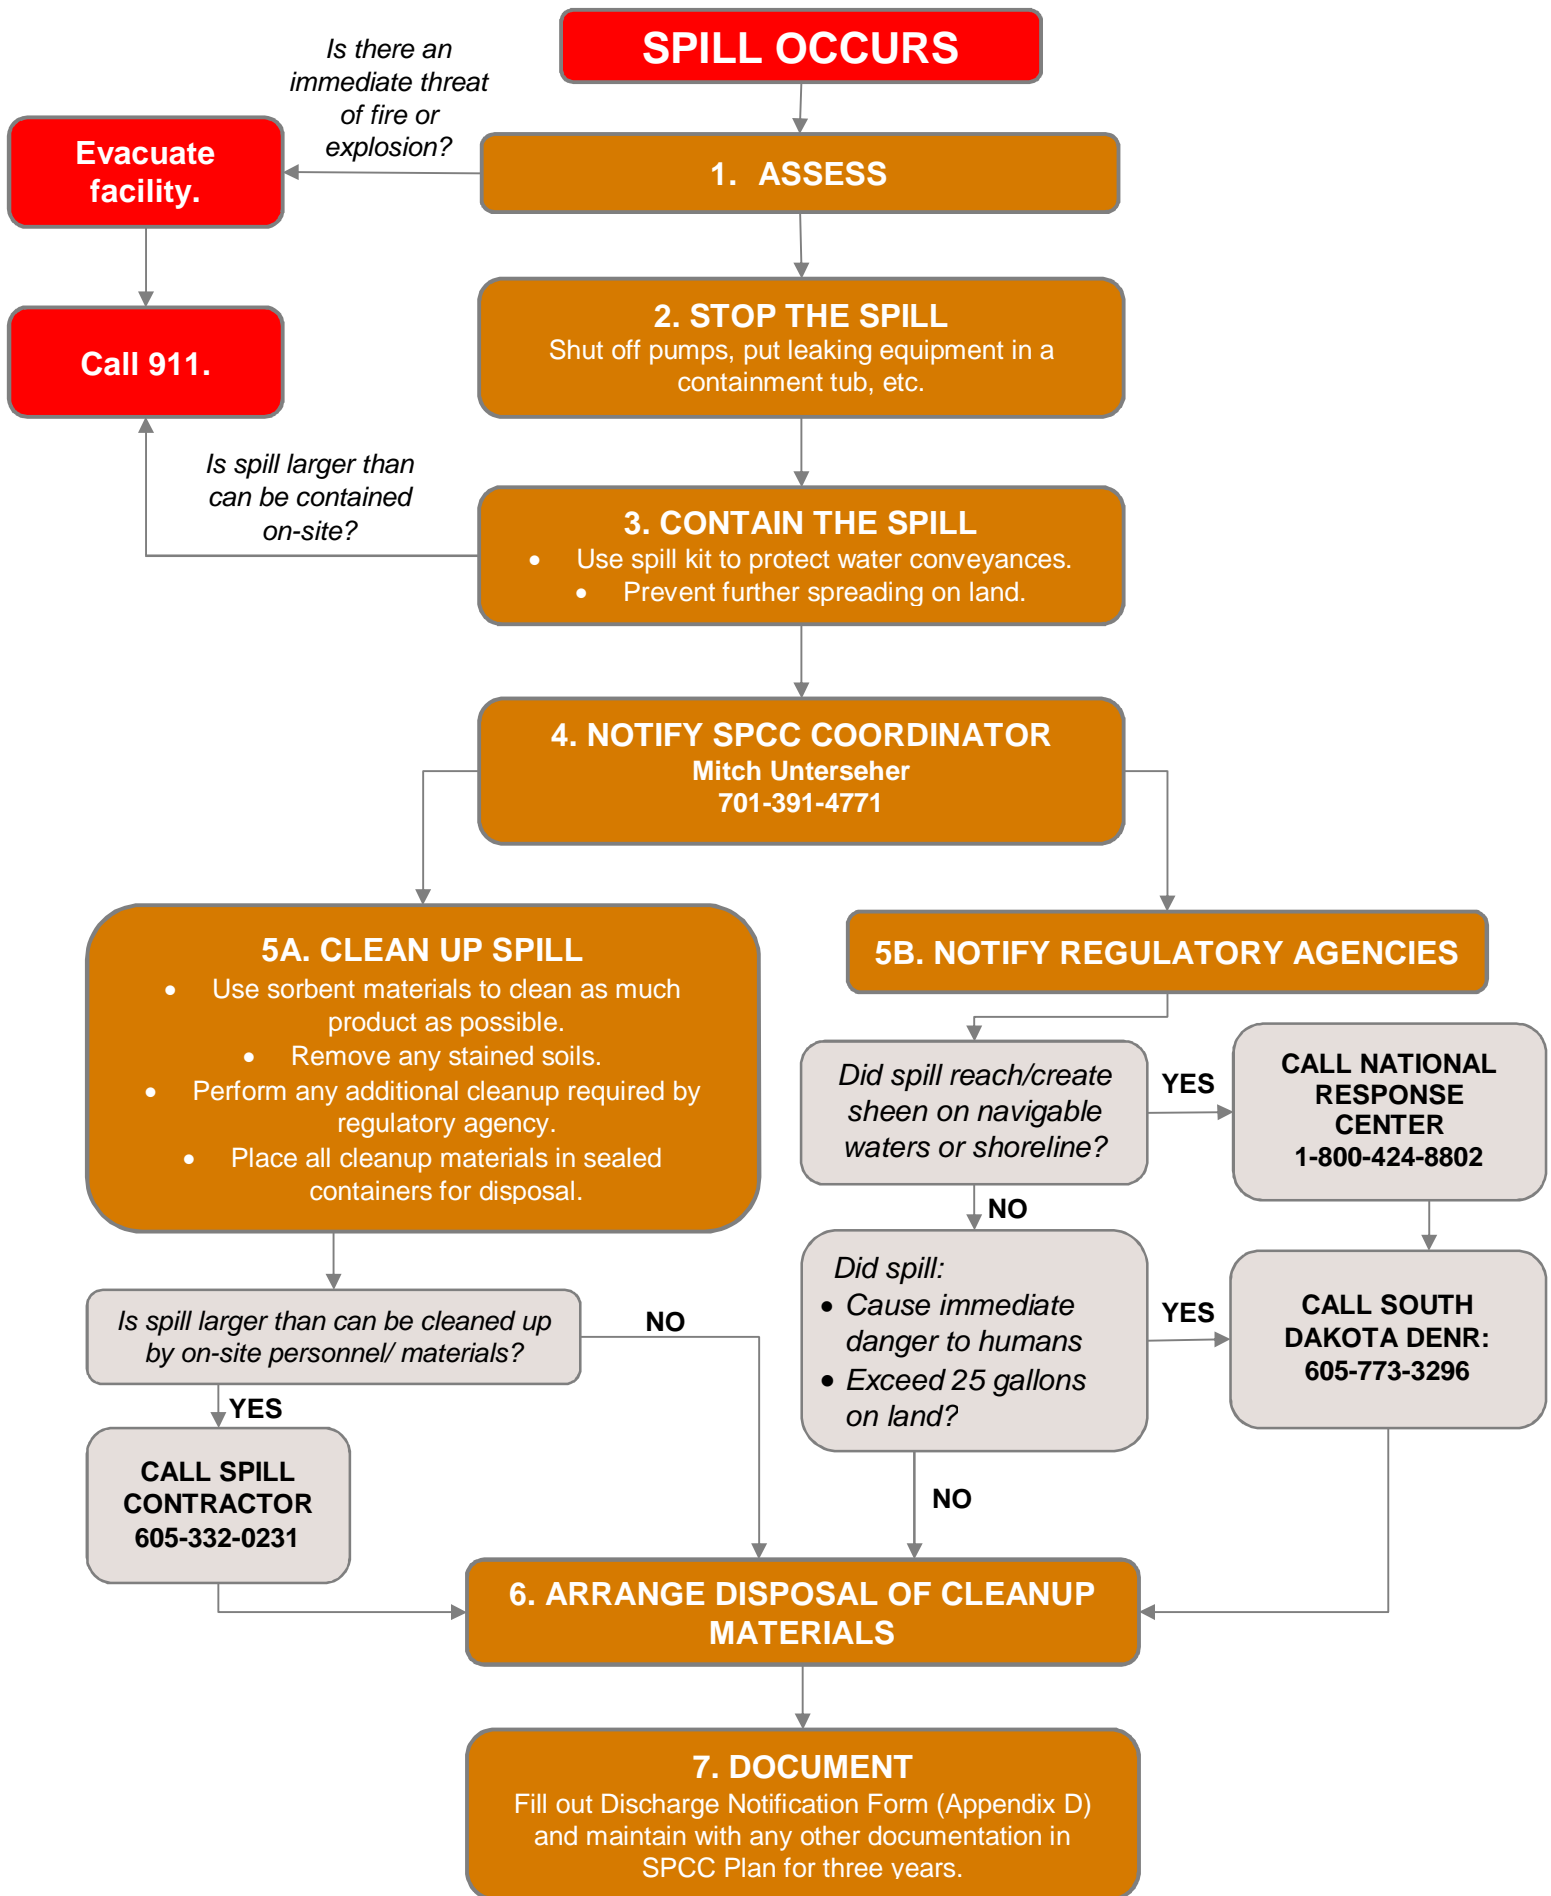 SPILL OCCURS
Is there an
immediate threat
of fire or
explosion?
Evacuate
facility.
1. ASSESS
Call 911.
2. STOP THE SPILL
Shut off pumps, put leaking equipment in a
containment tub, etc.
Is spill larger than
can be contained
on-site?
3. CONTAIN THE SPILL
• Use spill kit to protect water conveyances.
• Prevent further spreading on land.
4. NOTIFY SPCC COORDINATOR
Mitch Unterseher
701-391-4771
5A. CLEAN UP SPILL
• Use sorbent materials to clean as much
product as possible.
• Remove any stained soils.
• Perform any additional cleanup required by
regulatory agency.
• Place all cleanup materials in sealed
containers for disposal.
5B. NOTIFY REGULATORY AGENCIES
Did spill reach/create
sheen on navigable
waters or shoreline?
YES
CALL NATIONAL
RESPONSE
CENTER
1-800-424-8802
NO
Did spill:
• Cause immediate
danger to humans
• Exceed 25 gallons
on land?
YES
CALL SOUTH
DAKOTA DENR:
605-773-3296
NO
Is spill larger than can be cleaned up
by on-site personnel/ materials?
NO
YES
CALL SPILL
CONTRACTOR
605-332-0231
6. ARRANGE DISPOSAL OF CLEANUP
MATERIALS
7. DOCUMENT
Fill out Discharge Notification Form (Appendix D)
and maintain with any other documentation in
SPCC Plan for three years.